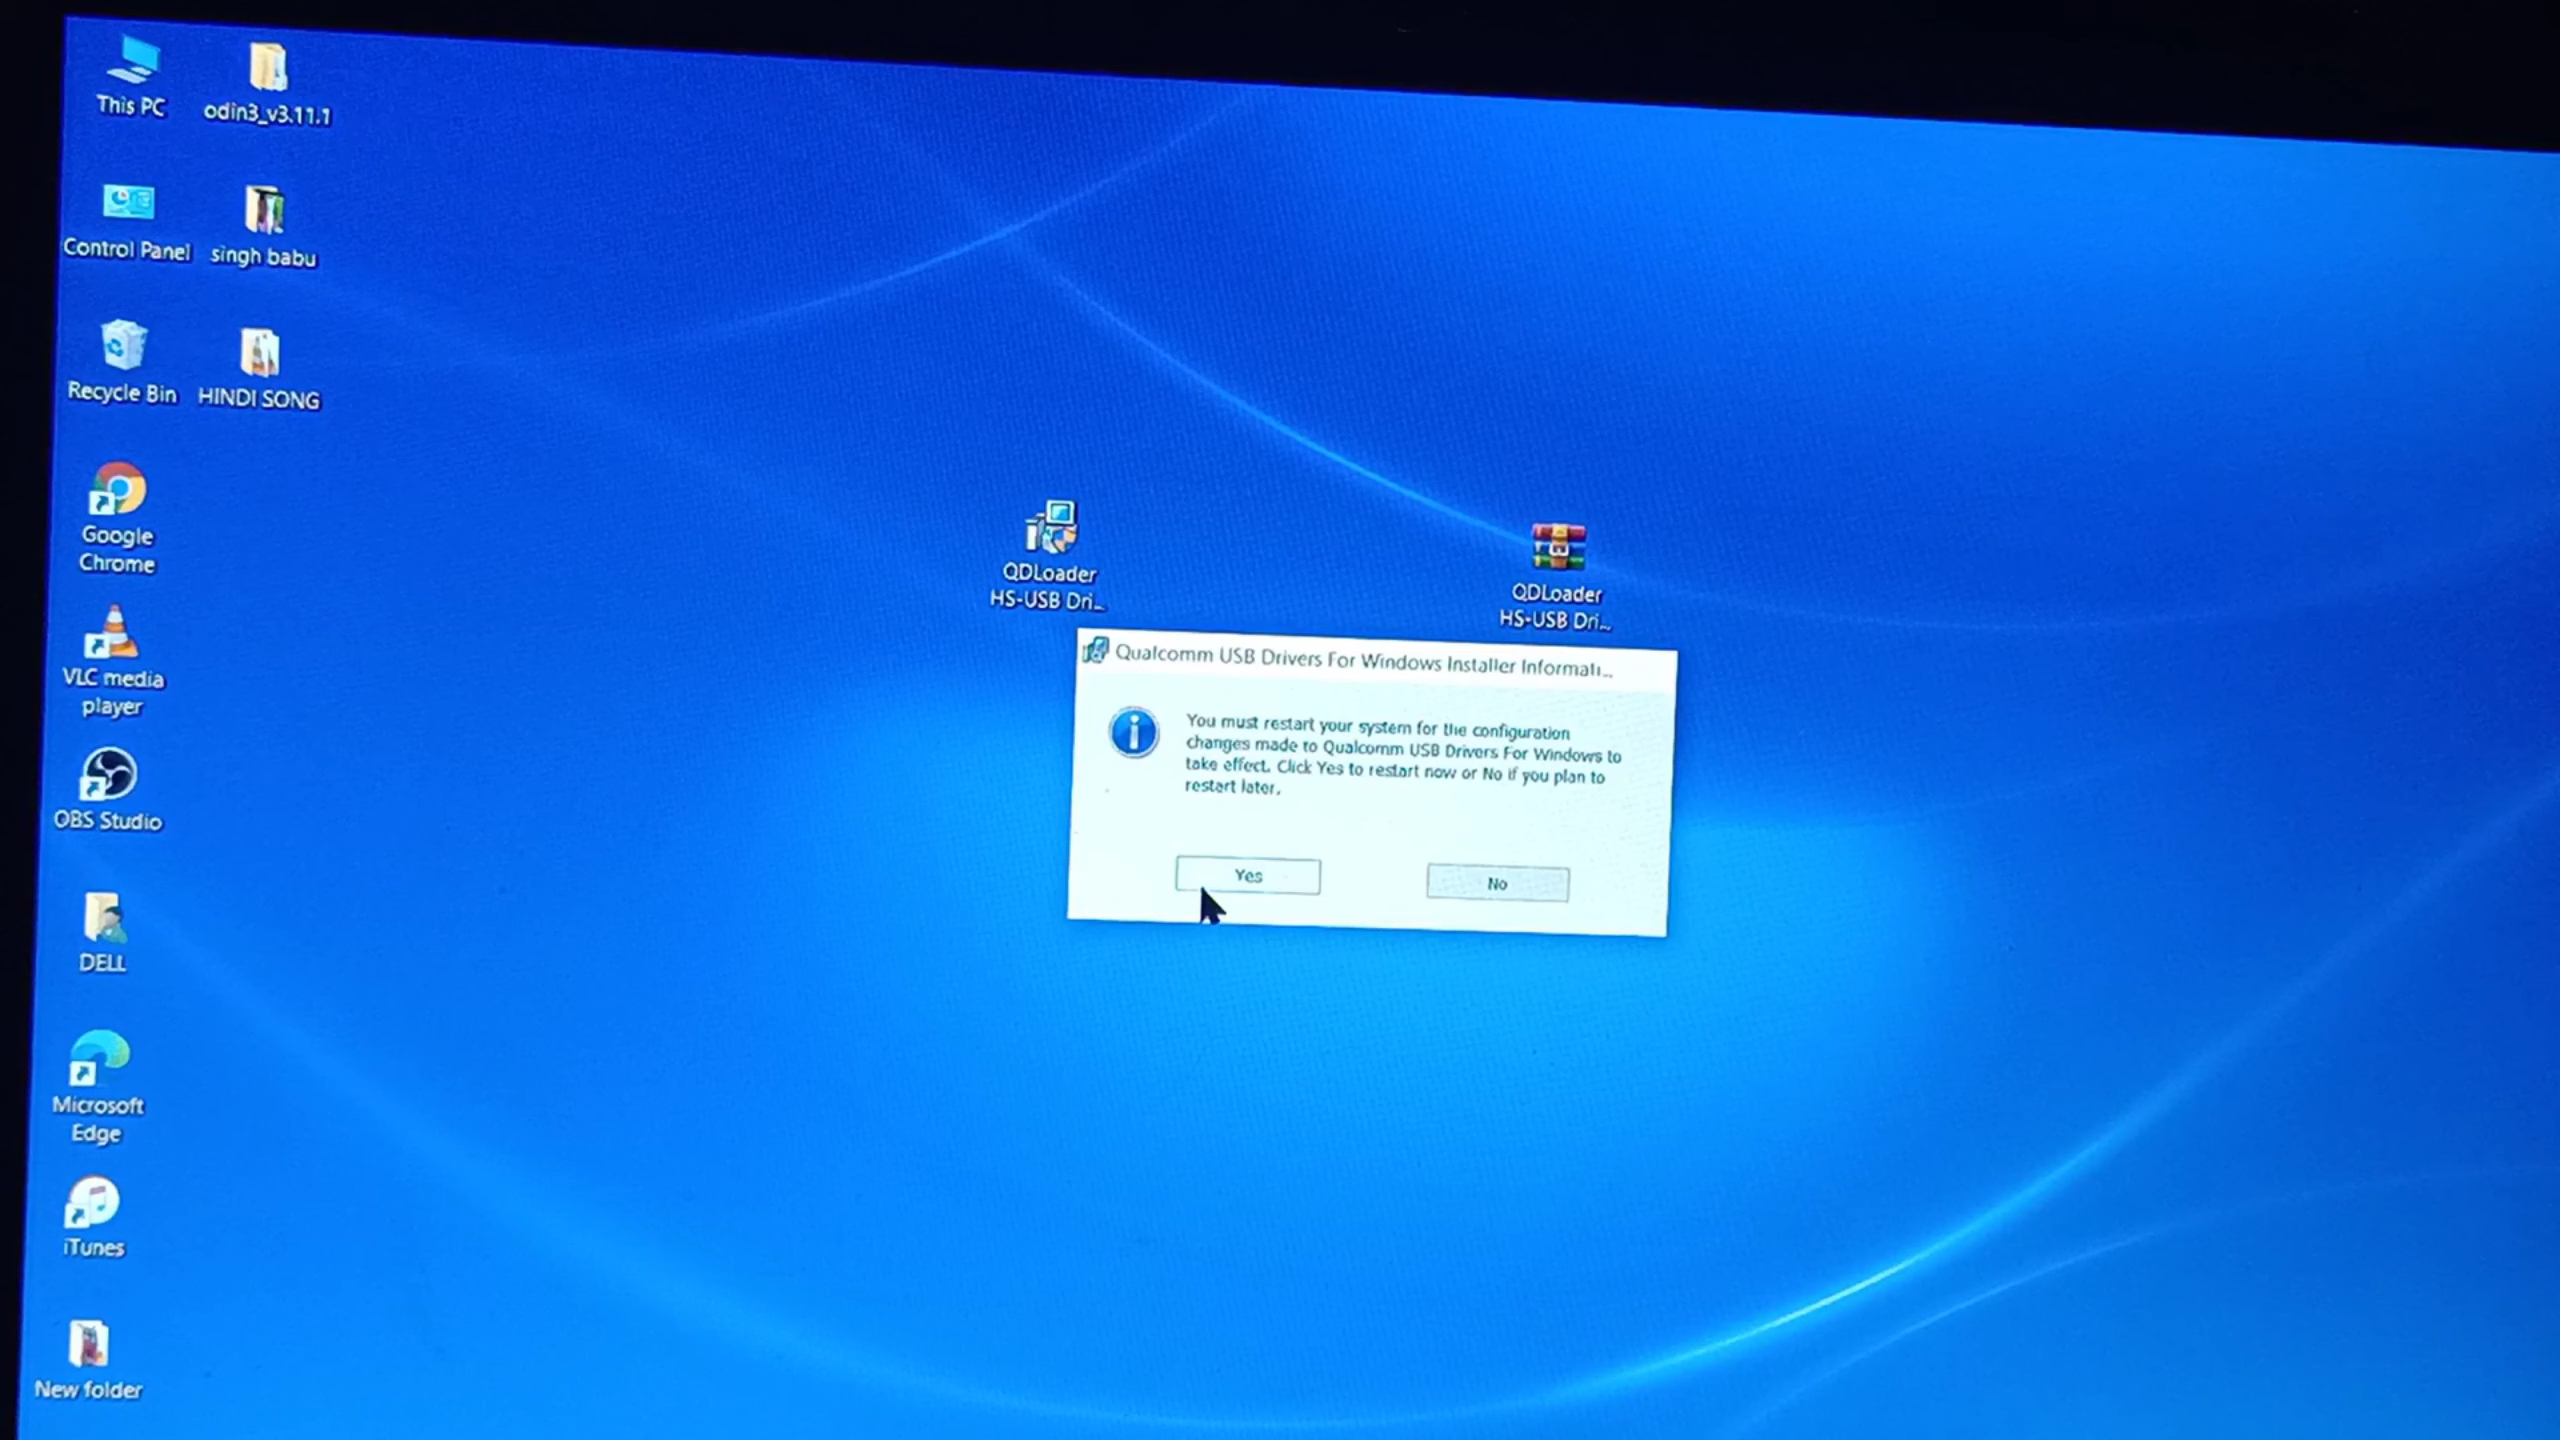 This PC
odin3_v3.11.1
Control Panel
singh babu
Recycle Bin
HINDI SONG
Google
Chrome
VLC media
player
OBS Studio
DELL
Microsoft
Edge
iTunes
New folder
QDLoader
HS-USB Dri...
QDLoader
HS-USB Dri...
Qualcomm USB Drivers For Windows Installer Informati...
You must restart your system for the configuration
changes made to Qualcomm USB Drivers For Windows to
take effect. Click Yes to restart now or No if you plan to
restart later.
Yes
No